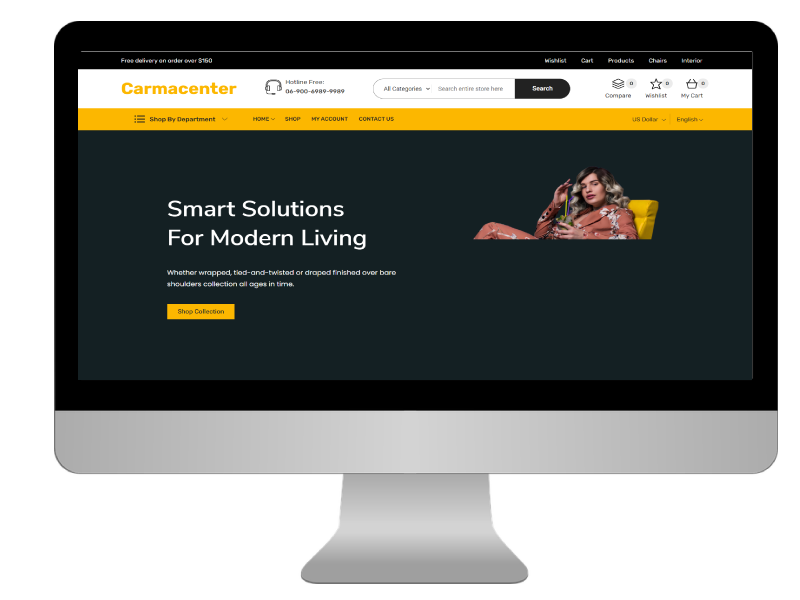 Free delivery on order over $150
Wishlist Cart Products Chairs Interior
Carmacenter
Hotline Free:
06-900-6989-9989
All Categories Search entire store here Search
0 0 0
Compare Wishlist My Cart
Shop By Department HOME SHOP MY ACCOUNT CONTACT US US Dollar English
Smart Solutions
For Modern Living
Whether wrapped, tied-and-twisted or draped finished over bare
shoulders collection all ages in time.
Shop Collection